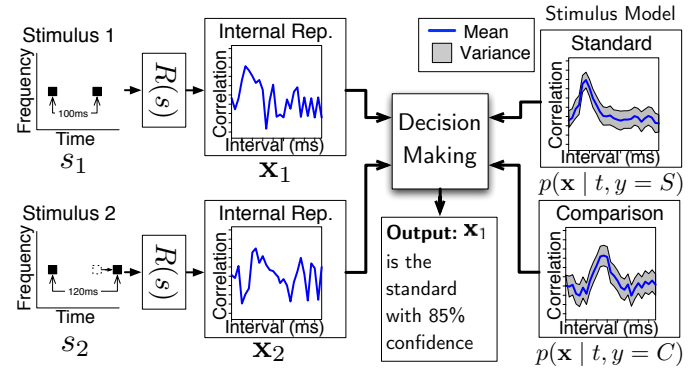 Stimulus 1
Frequency
100ms
Time
s₁
R(s)
Internal Rep.
Correlation
Interval (ms)
x₁
Stimulus 2
Frequency
120ms
Time
s₂
R(s)
Internal Rep.
Correlation
Interval (ms)
x₂
Decision
Making
Output: x₁
is the
standard
with 85%
confidence
Mean
Variance
Stimulus Model
Standard
Correlation
Interval (ms)
p(x | t, y = S)
Comparison
Correlation
Interval (ms)
p(x | t, y = C)